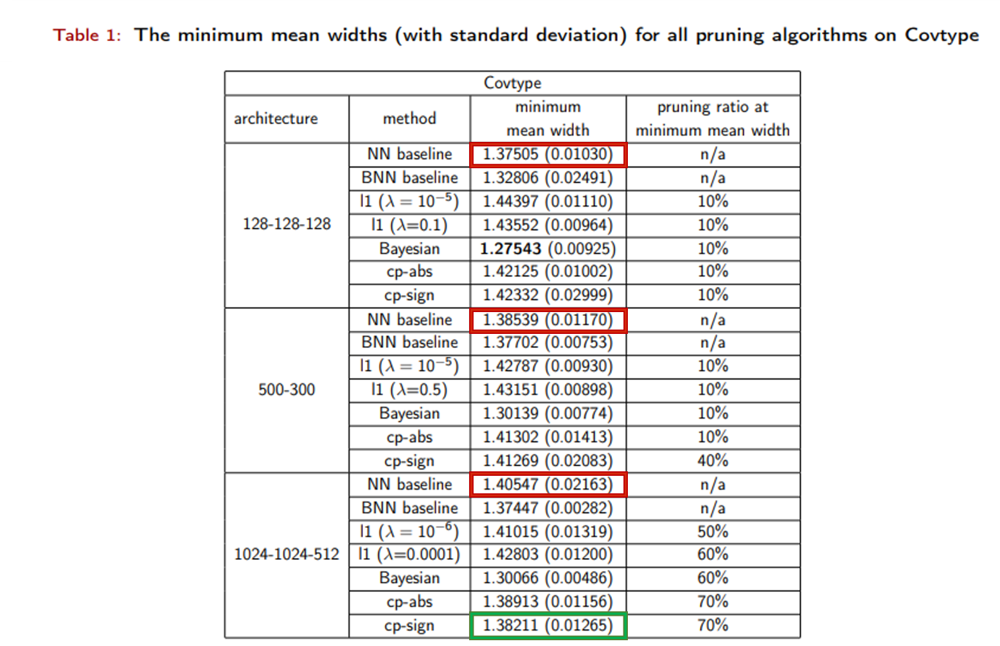 Table 1: The minimum mean widths (with standard deviation) for all pruning algorithms on Covtype
Covtype
architecture method minimum mean width pruning ratio at minimum mean width
128-128-128
NN baseline 1.37505 (0.01030) n/a
BNN baseline 1.32806 (0.02491) n/a
l1 (λ = 10⁻⁵) 1.44397 (0.01110) 10%
l1 (λ=0.1) 1.43552 (0.00964) 10%
Bayesian 1.27543 (0.00925) 10%
cp-abs 1.42125 (0.01002) 10%
cp-sign 1.42332 (0.02999) 10%
500-300
NN baseline 1.38539 (0.01170) n/a
BNN baseline 1.37702 (0.00753) n/a
l1 (λ = 10⁻⁵) 1.42787 (0.00930) 10%
l1 (λ=0.5) 1.43151 (0.00898) 10%
Bayesian 1.30139 (0.00774) 10%
cp-abs 1.41302 (0.01413) 10%
cp-sign 1.41269 (0.02083) 40%
1024-1024-512
NN baseline 1.40547 (0.02163) n/a
BNN baseline 1.37447 (0.00282) n/a
l1 (λ = 10⁻⁶) 1.41015 (0.01319) 50%
l1 (λ=0.0001) 1.42803 (0.01200) 60%
Bayesian 1.30066 (0.00486) 60%
cp-abs 1.38913 (0.01156) 70%
cp-sign 1.38211 (0.01265) 70%